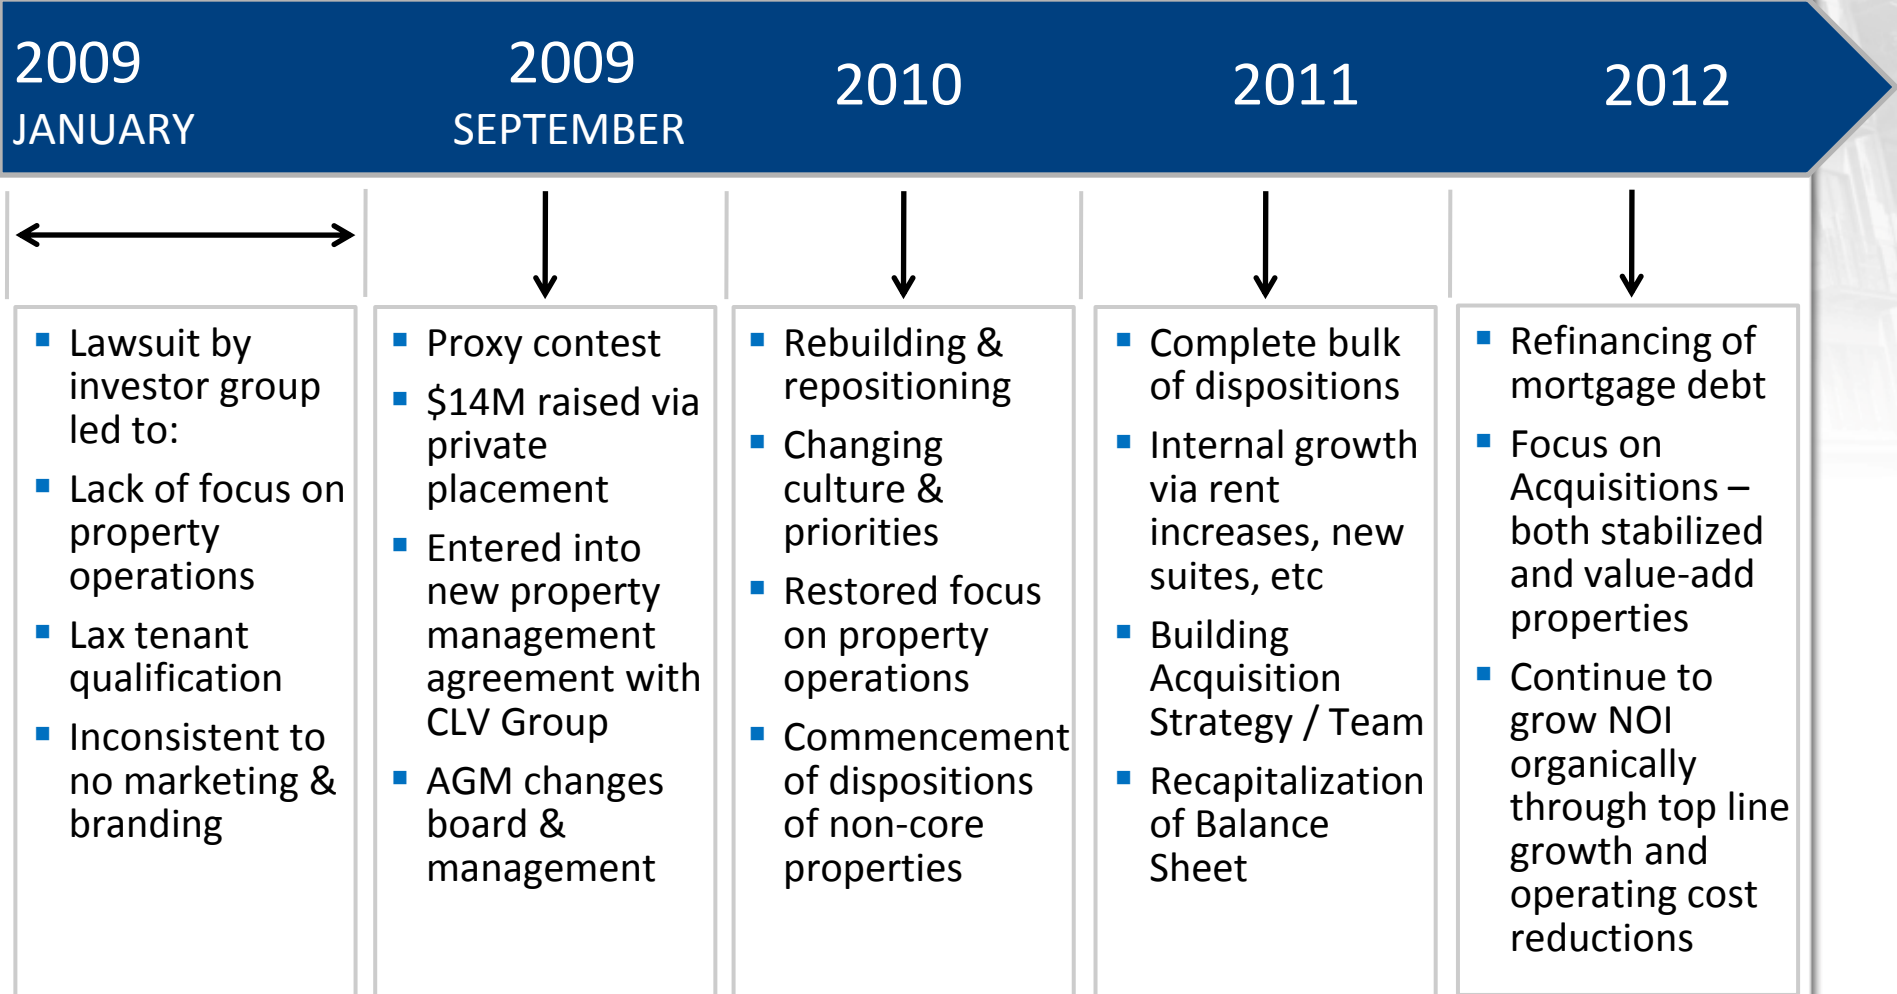 2009
JANUARY
2009
SEPTEMBER
2010
2011
2012
▪ Lawsuit by
investor group
led to:
▪ Lack of focus on
property
operations
▪ Lax tenant
qualification
▪ Inconsistent to
no marketing &
branding
▪ Proxy contest
▪ $14M raised via
private
placement
▪ Entered into
new property
management
agreement with
CLV Group
▪ AGM changes
board &
management
▪ Rebuilding &
repositioning
▪ Changing
culture &
priorities
▪ Restored focus
on property
operations
▪ Commencement
of dispositions
of non-core
properties
▪ Complete bulk
of dispositions
▪ Internal growth
via rent
increases, new
suites, etc
▪ Building
Acquisition
Strategy / Team
▪ Recapitalization
of Balance
Sheet
▪ Refinancing of
mortgage debt
▪ Focus on
Acquisitions –
both stabilized
and value-add
properties
▪ Continue to
grow NOI
organically
through top line
growth and
operating cost
reductions